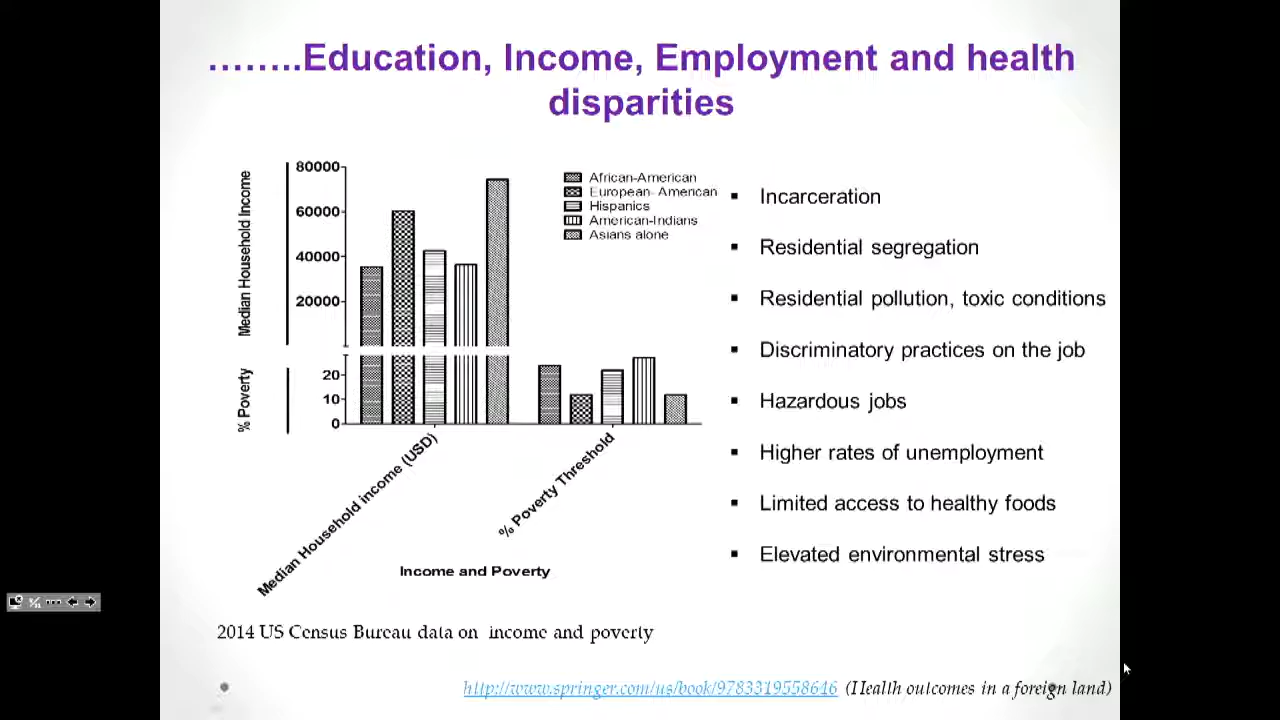 ……..Education, Income, Employment and health
disparities
Median Household Income
% Poverty
80000
60000
40000
20000
20
10
0
African-American
European- American
Hispanics
American-Indians
Asians alone
Median Household income (USD)
% Poverty Threshold
Income and Poverty
▪ Incarceration
▪ Residential segregation
▪ Residential pollution, toxic conditions
▪ Discriminatory practices on the job
▪ Hazardous jobs
▪ Higher rates of unemployment
▪ Limited access to healthy foods
▪ Elevated environmental stress
2014 US Census Bureau data on income and poverty
http://www.springer.com/us/book/9783319558646 (Health outcomes in a foreign land)